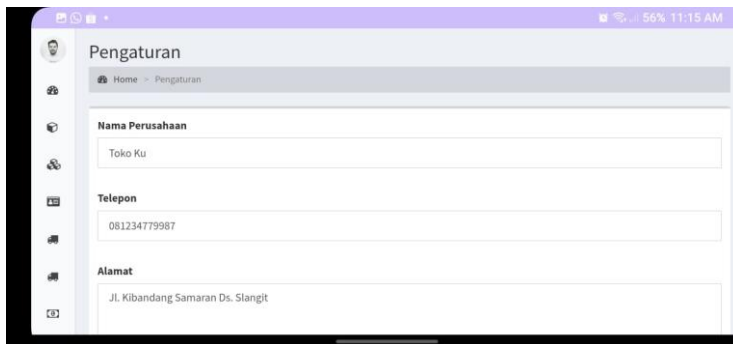 56% 11:15 AM
Pengaturan
Home > Pengaturan
Nama Perusahaan
Toko Ku
Telepon
081234779987
Alamat
Jl. Kibandang Samaran Ds. Slangit